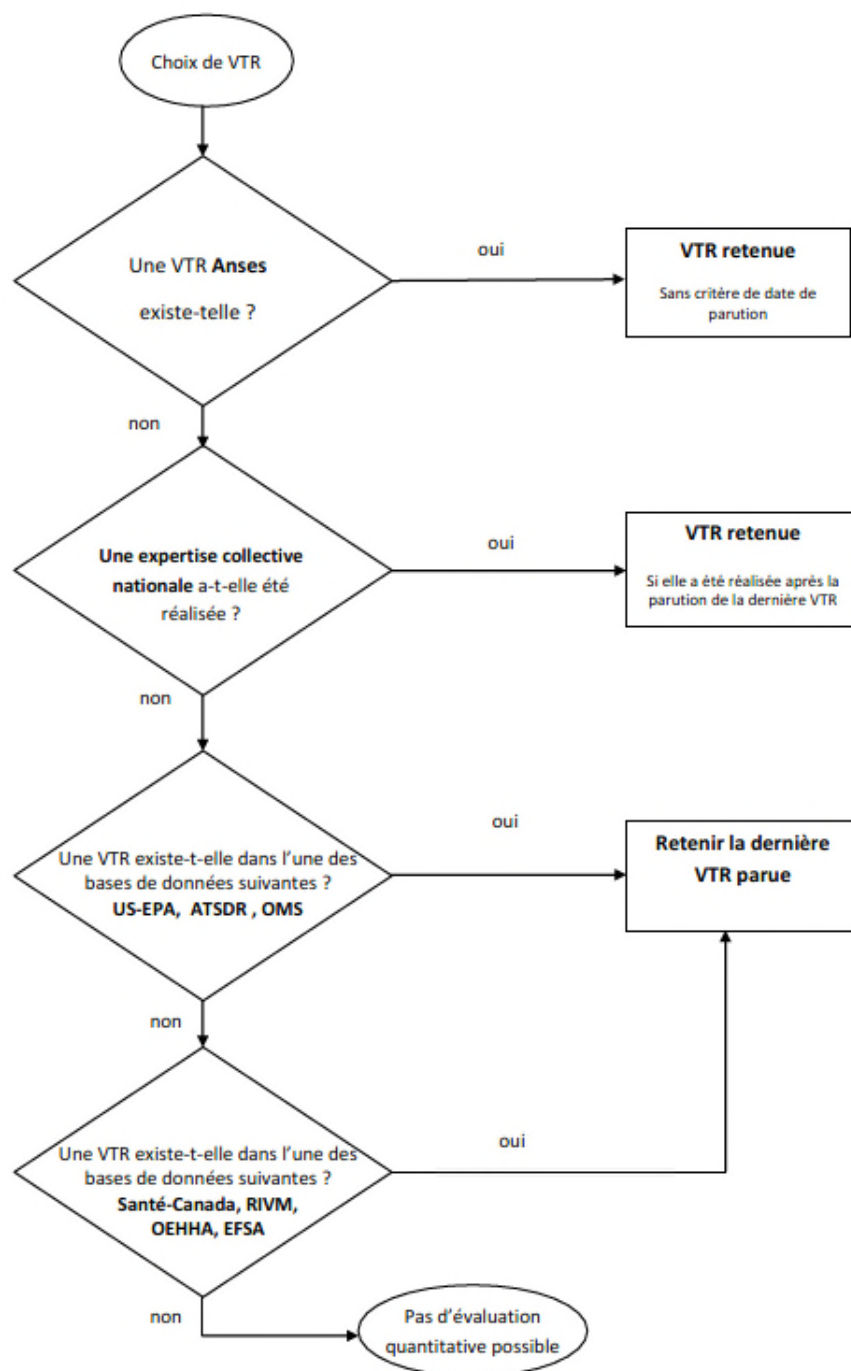 Choix de VTR
Une VTR Anses
existe-telle ?
oui
VTR retenue
Sans critère de date de
parution
non
Une expertise collective
nationale a-t-elle été
réalisée ?
oui
VTR retenue
Si elle a été réalisée après la
parution de la dernière VTR
non
Une VTR existe-t-elle dans l’une des
bases de données suivantes ?
US-EPA, ATSDR , OMS
oui
Retenir la dernière
VTR parue
non
Une VTR existe-t-elle dans l’une des
bases de données suivantes ?
Santé-Canada, RIVM,
OEHHA, EFSA
oui
non
Pas d’évaluation
quantitative possible